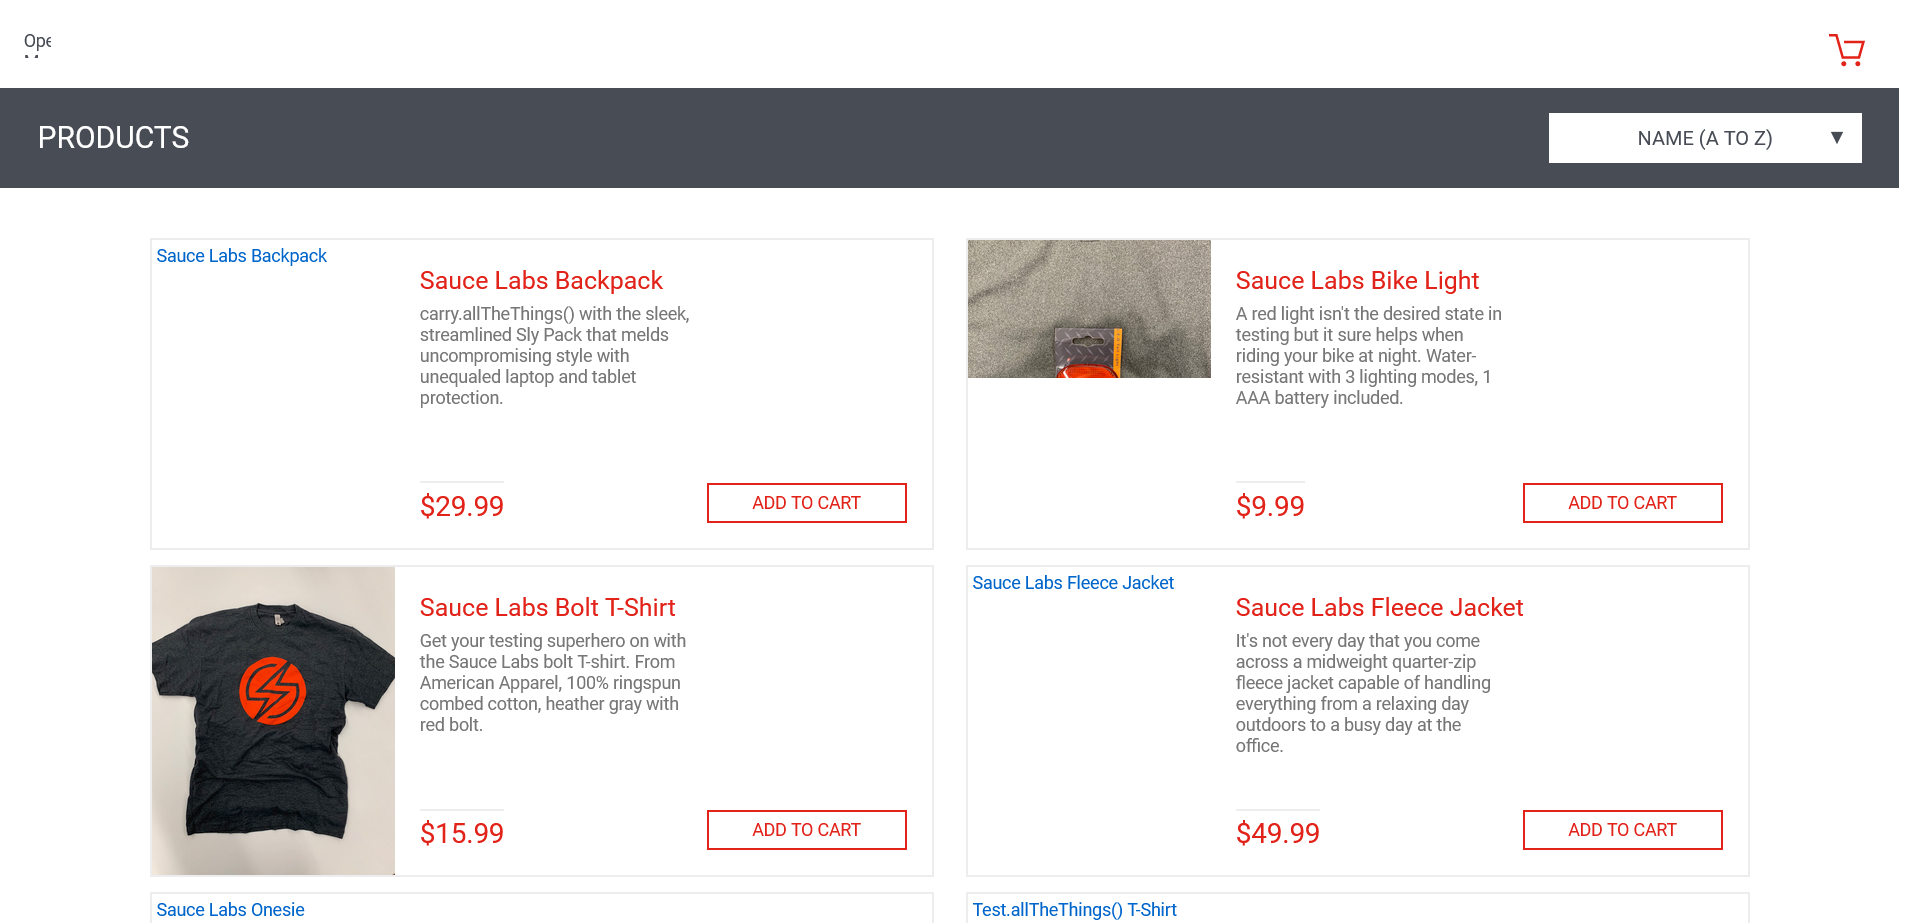 Ope
PRODUCTS
NAME (A TO Z) ▼
Sauce Labs Backpack
Sauce Labs Backpack
carry.allTheThings() with the sleek,
streamlined Sly Pack that melds
uncompromising style with
unequaled laptop and tablet
protection.
$29.99
ADD TO CART
Sauce Labs Bike Light
A red light isn't the desired state in
testing but it sure helps when
riding your bike at night. Water-
resistant with 3 lighting modes, 1
AAA battery included.
$9.99
ADD TO CART
Sauce Labs Bolt T-Shirt
Get your testing superhero on with
the Sauce Labs bolt T-shirt. From
American Apparel, 100% ringspun
combed cotton, heather gray with
red bolt.
$15.99
ADD TO CART
Sauce Labs Fleece Jacket
Sauce Labs Fleece Jacket
It's not every day that you come
across a midweight quarter-zip
fleece jacket capable of handling
everything from a relaxing day
outdoors to a busy day at the
office.
$49.99
ADD TO CART
Sauce Labs Onesie
Test.allTheThings() T-Shirt